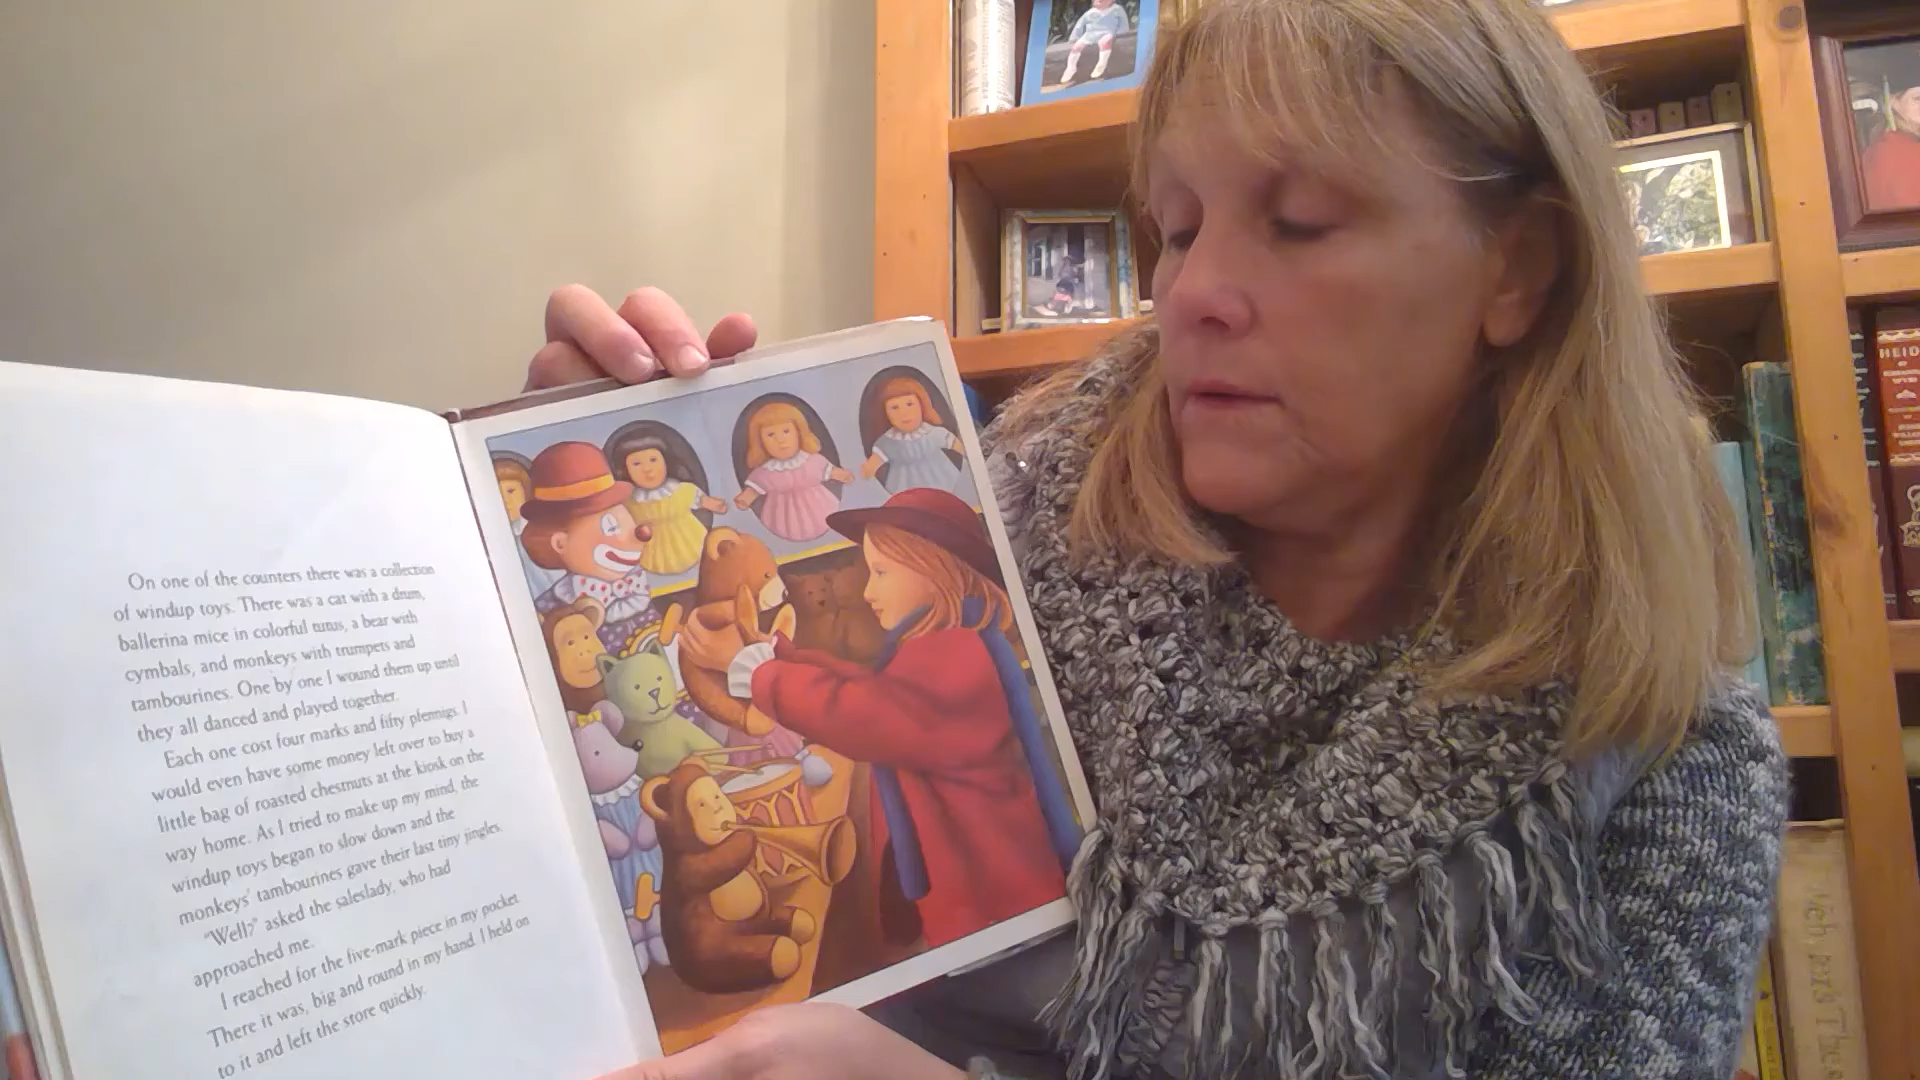 On one of the counters there was a collection
of windup toys. There was a cat with a drum,
ballerina mice in colorful tutus, a bear with
cymbals, and monkeys with trumpets and
tambourines. One by one I wound them up until
they all danced and played together.
Each one cost four marks and fifty pfennigs. I
would even have some money left over to buy a
little bag of roasted chestnuts at the kiosk on the
way home. As I tried to make up my mind, the
windup toys began to slow down and the
monkeys' tambourines gave their last tiny jingles.
"Well?" asked the saleslady, who had
approached me.
I reached for the five-mark piece in my pocket
There it was, big and round in my hand. I held on
to it and left the store quickly.
HEID